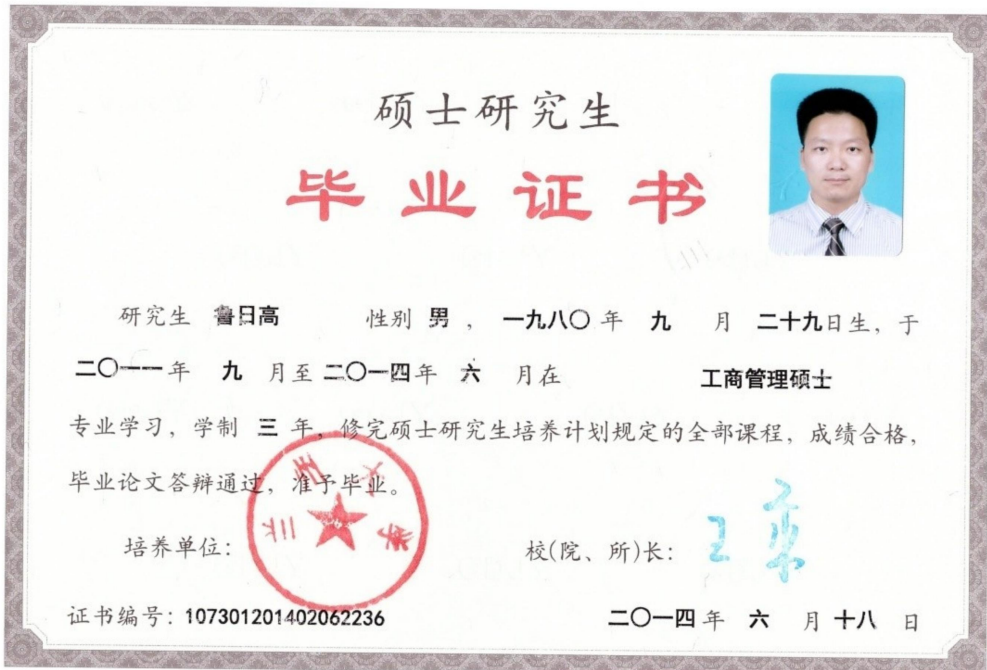 硕士研究生
毕业证书
研究生 鲁日高 性别 男 ， 一九八〇 年 九 月 二十九日生，于
二〇一一年 九 月至 二〇一四年 六 月在 工商管理硕士
专业学习，学制 三 年，修完硕士研究生培养计划规定的全部课程，成绩合格，
毕业论文答辩通过，准予毕业。
培养单位： 校(院、所)长：
证书编号：107301201402062236 二〇一四 年 六 月 十八 日